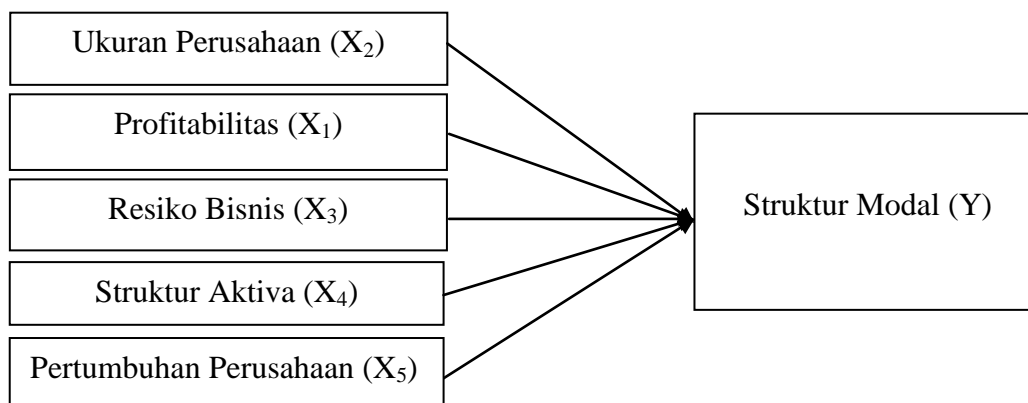 Ukuran Perusahaan (X₂)
Profitabilitas (X₁)
Resiko Bisnis (X₃)
Struktur Modal (Y)
Struktur Aktiva (X₄)
Pertumbuhan Perusahaan (X₅)